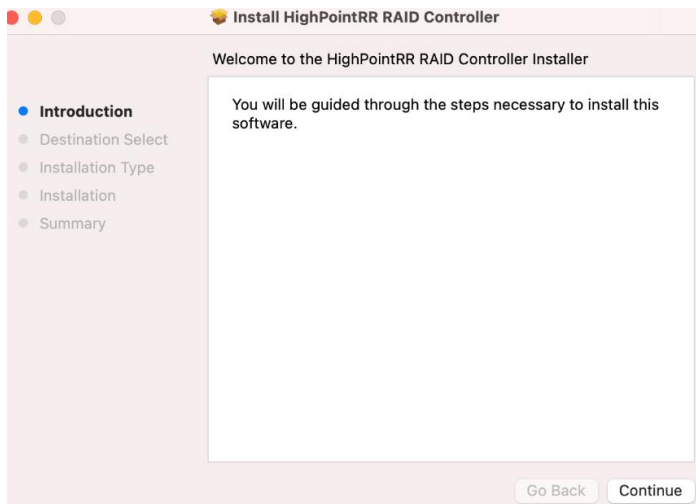 Install HighPointRR RAID Controller
Welcome to the HighPointRR RAID Controller Installer
Introduction
Destination Select
Installation Type
Installation
Summary
You will be guided through the steps necessary to install this
software.
Go Back
Continue